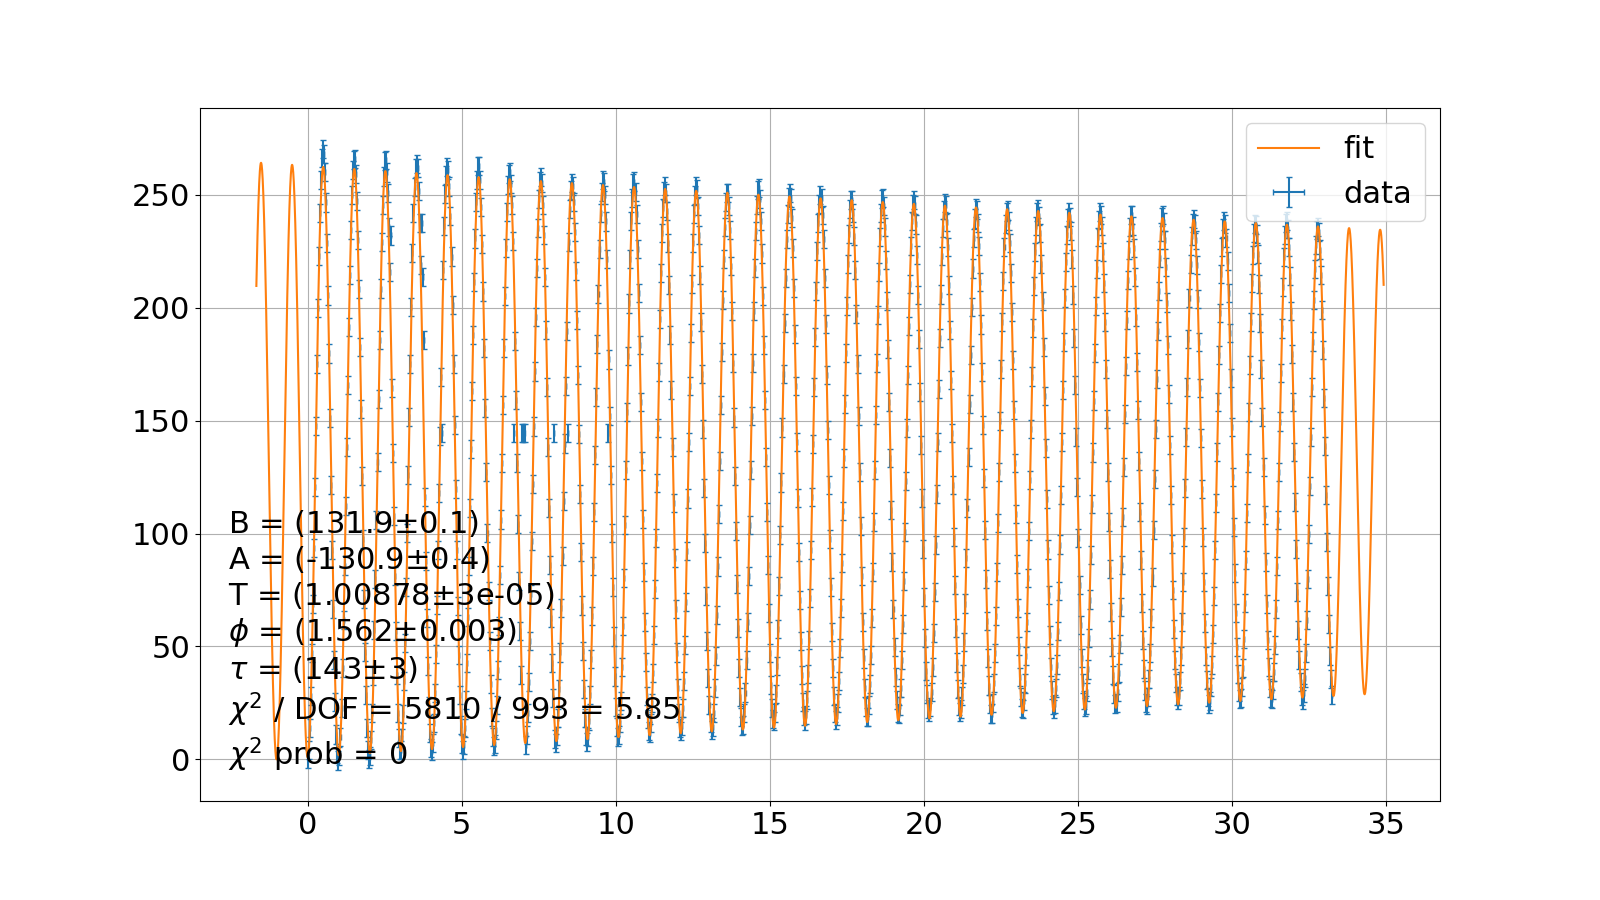 fit
data
250
200
150
100
50
0
B = (131.9±0.1)
A = (-130.9±0.4)
T = (1.00878±3e-05)
ϕ = (1.562±0.003)
τ = (143±3)
χ² / DOF = 5810 / 993 = 5.85
χ² prob = 0
0 5 10 15 20 25 30 35